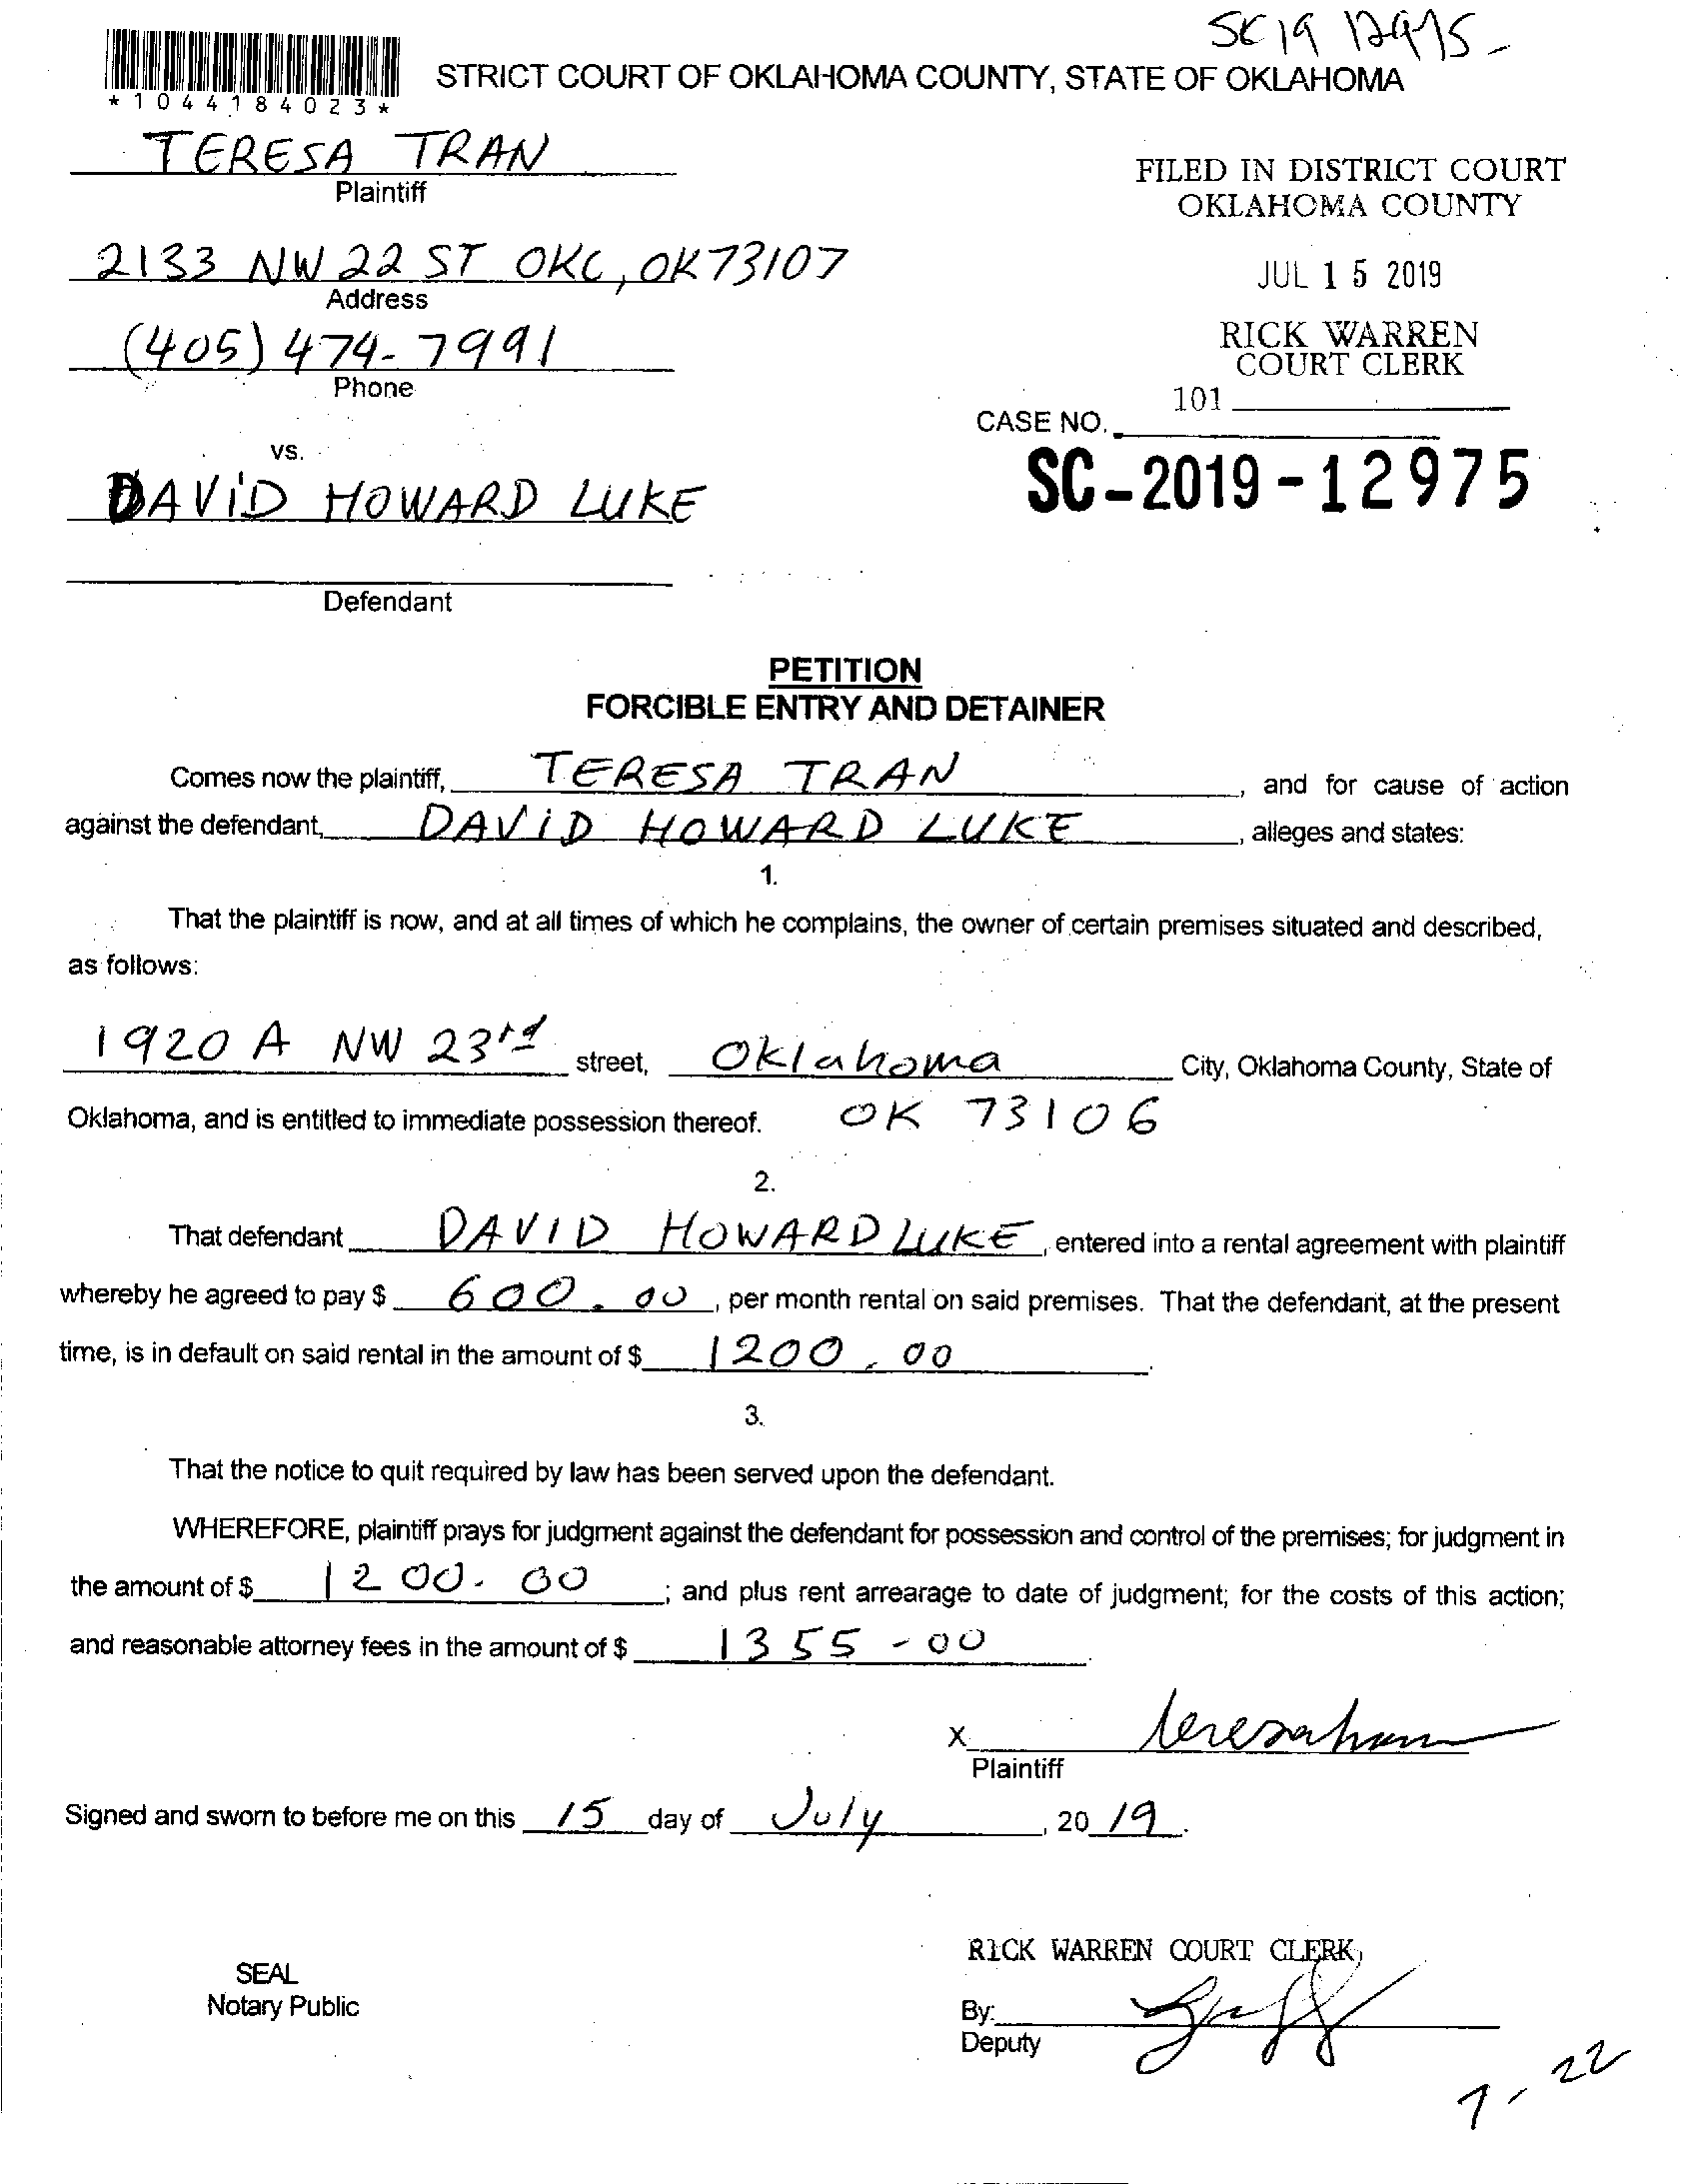 SC19 12975-
STRICT COURT OF OKLAHOMA COUNTY, STATE OF OKLAHOMA
*1044184023*
TERESA TRAN
Plaintiff
FILED IN DISTRICT COURT
OKLAHOMA COUNTY
2133 NW 22 ST OKC, OK 73107
Address
JUL 15 2019
(405) 474-7991
Phone
RICK WARREN
COURT CLERK
101
CASE NO.
vs.
SC-2019-12975
DAVID HOWARD LUKE
Defendant
PETITION
FORCIBLE ENTRY AND DETAINER
Comes now the plaintiff, TERESA TRAN, and for cause of action
against the defendant, DAVID HOWARD LUKE, alleges and states:
1.
That the plaintiff is now, and at all times of which he complains, the owner of certain premises situated and described,
as follows:
1920 A NW 23rd street, Oklahoma City, Oklahoma County, State of
Oklahoma, and is entitled to immediate possession thereof. OK 73106
2.
That defendant DAVID HOWARD LUKE, entered into a rental agreement with plaintiff
whereby he agreed to pay $ 600.00, per month rental on said premises. That the defendant, at the present
time, is in default on said rental in the amount of $ 1200.00.
3.
That the notice to quit required by law has been served upon the defendant.
WHEREFORE, plaintiff prays for judgment against the defendant for possession and control of the premises; for judgment in
the amount of $ 1200.00; and plus rent arrearage to date of judgment; for the costs of this action;
and reasonable attorney fees in the amount of $ 1355-00.
X
Plaintiff
Signed and sworn to before me on this 15 day of July, 2019.
RICK WARREN COURT CLERK
SEAL
Notary Public
By:
Deputy
7-22